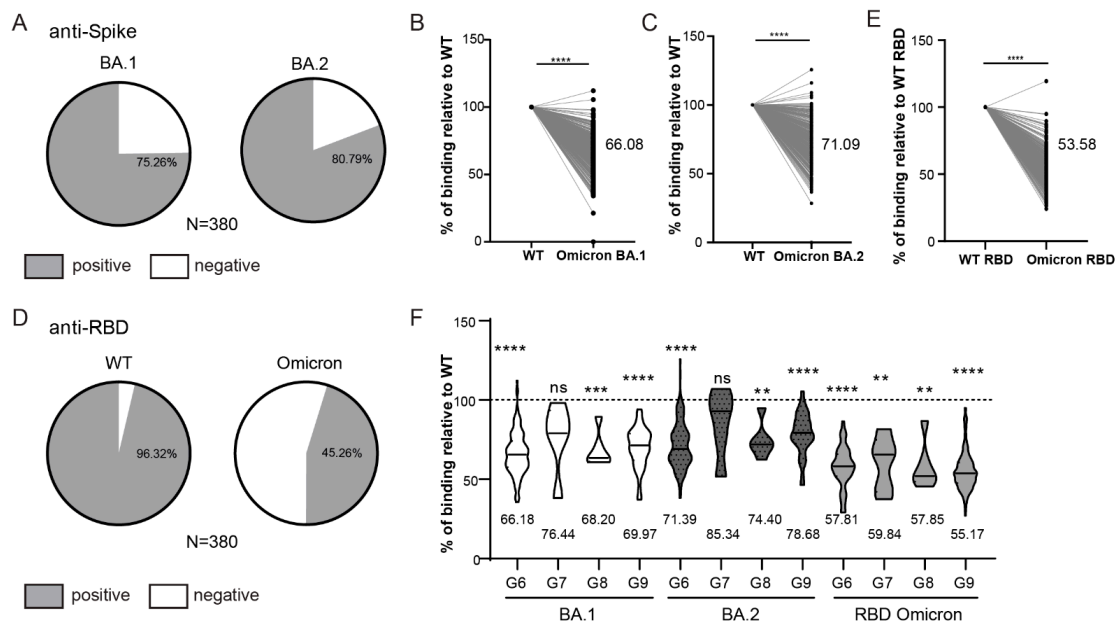 A
anti-Spike
BA.1
BA.2
75.26%
80.79%
N=380
positive
negative
B
% of binding relative to WT
150
100
50
0
****
66.08
WT
Omicron BA.1
C
% of binding relative to WT
150
100
50
0
****
71.09
WT
Omicron BA.2
E
% of binding relative to WT RBD
150
100
50
0
****
53.58
WT RBD
Omicron RBD
D
anti-RBD
WT
Omicron
96.32%
45.26%
N=380
positive
negative
F
% of binding relative to WT
150
100
50
0
**** ns *** **** **** ns ** **** **** ** ** ****
66.18 76.44 68.20 69.97 71.39 85.34 74.40 78.68 57.81 59.84 57.85 55.17
G6 G7 G8 G9 G6 G7 G8 G9 G6 G7 G8 G9
BA.1 BA.2 RBD Omicron